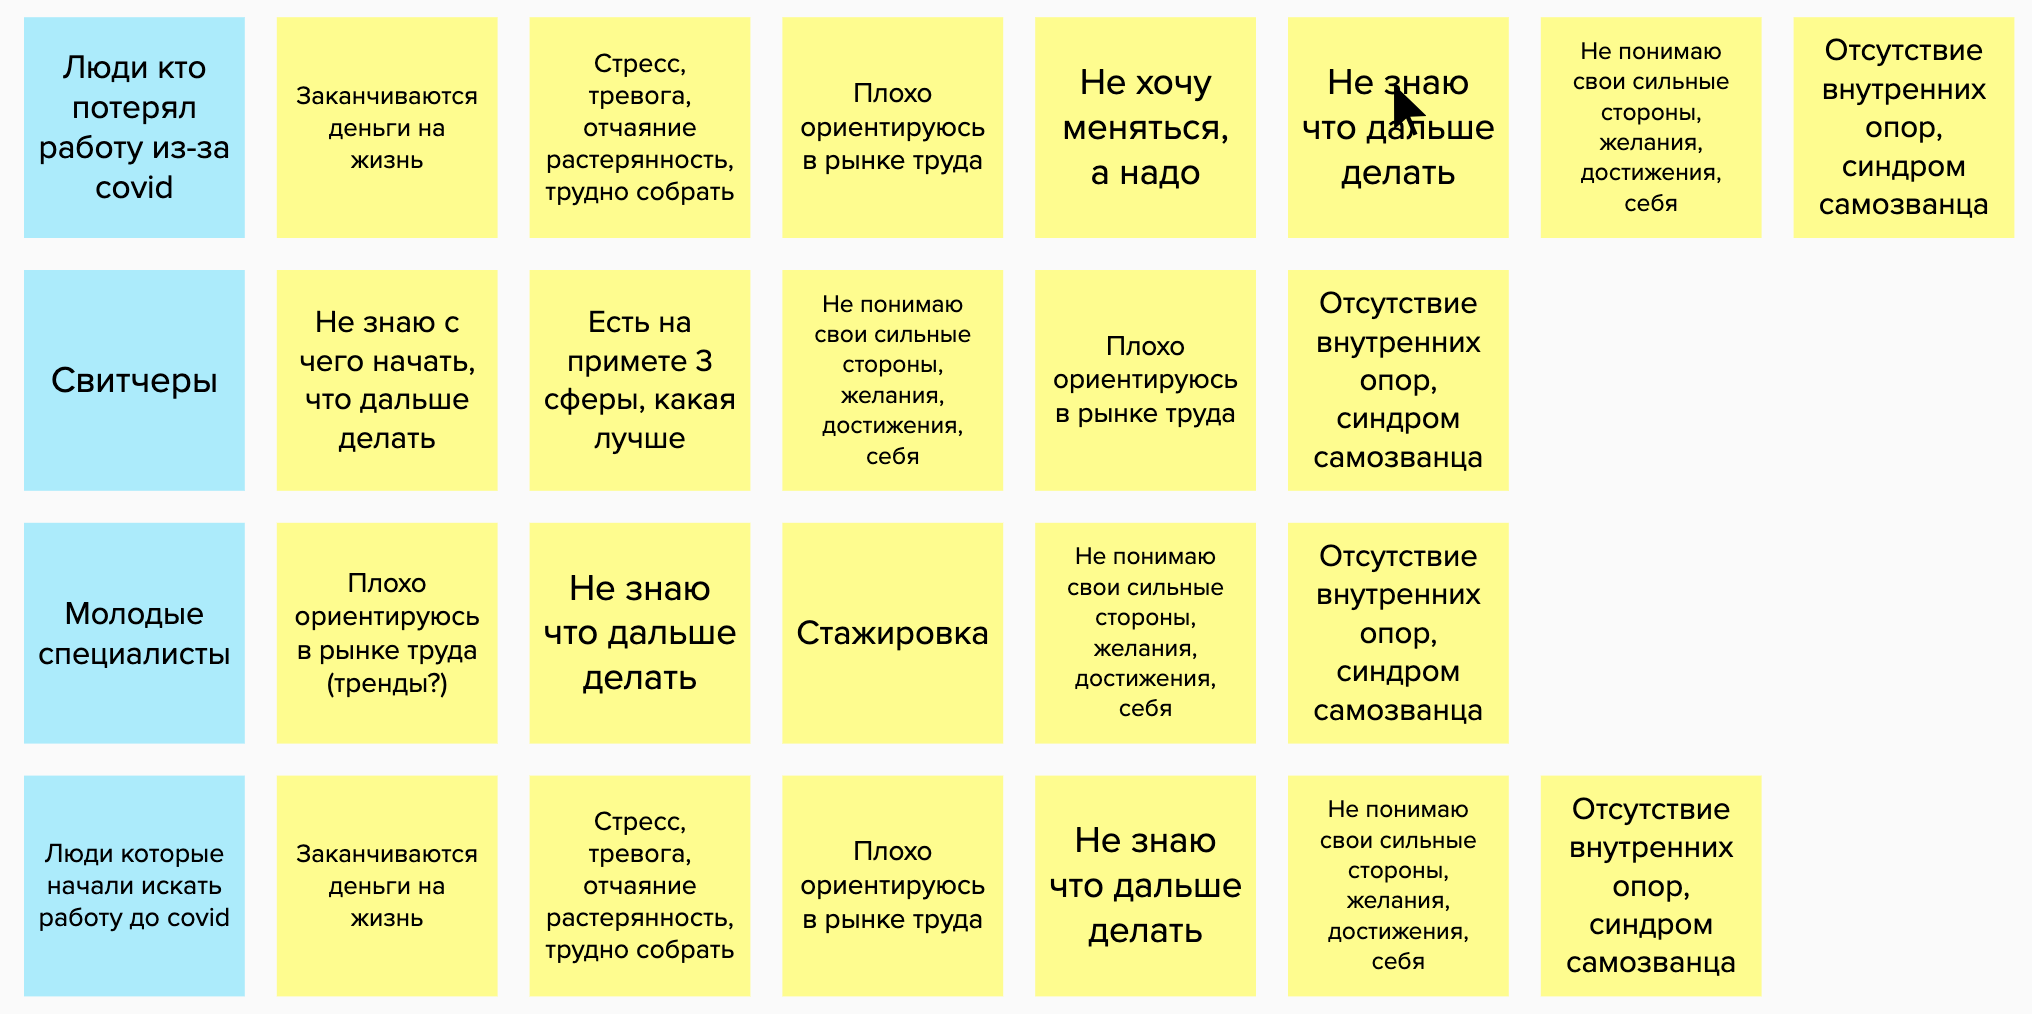 Люди кто
потерял
работу из-за
covid
Заканчиваются
деньги на
жизнь
Стресс,
тревога,
отчаяние
растерянность,
трудно собрать
Плохо
ориентируюсь
в рынке труда
Не хочу
меняться,
а надо
Не знаю
что дальше
делать
Не понимаю
свои сильные
стороны,
желания,
достижения,
себя
Отсутствие
внутренних
опор,
синдром
самозванца
Свитчеры
Не знаю с
чего начать,
что дальше
делать
Есть на
примете 3
сферы, какая
лучше
Не понимаю
свои сильные
стороны,
желания,
достижения,
себя
Плохо
ориентируюсь
в рынке труда
Отсутствие
внутренних
опор,
синдром
самозванца
Молодые
специалисты
Плохо
ориентируюсь
в рынке труда
(тренды?)
Не знаю
что дальше
делать
Стажировка
Не понимаю
свои сильные
стороны,
желания,
достижения,
себя
Отсутствие
внутренних
опор,
синдром
самозванца
Люди которые
начали искать
работу до covid
Заканчиваются
деньги на
жизнь
Стресс,
тревога,
отчаяние
растерянность,
трудно собрать
Плохо
ориентируюсь
в рынке труда
Не знаю
что дальше
делать
Не понимаю
свои сильные
стороны,
желания,
достижения,
себя
Отсутствие
внутренних
опор,
синдром
самозванца